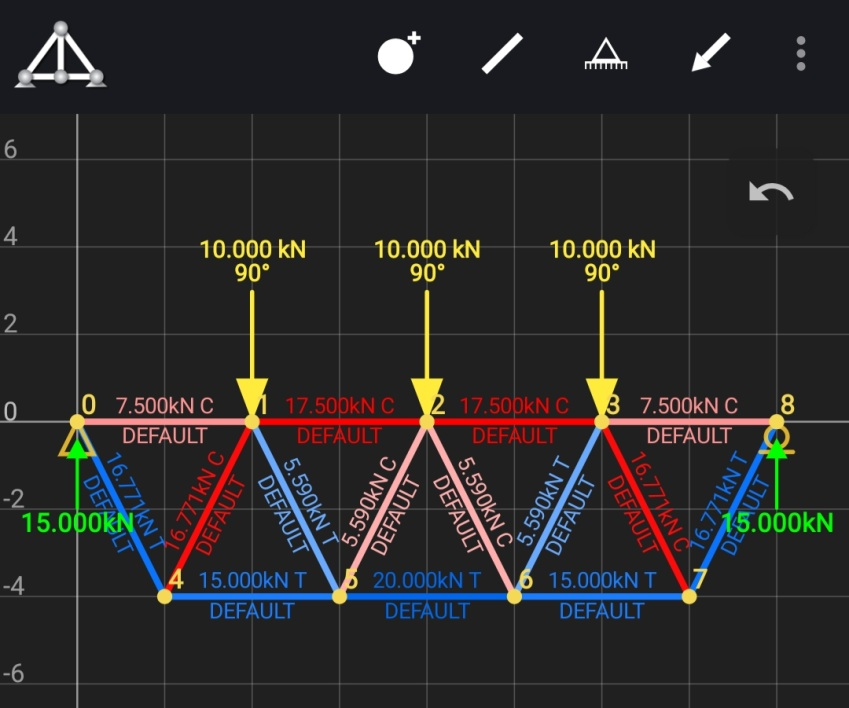 6
4
2
0
-2
-4
-6
10.000 kN
90°
10.000 kN
90°
10.000 kN
90°
0
1
2
3
8
7.500kN C
DEFAULT
17.500kN C
DEFAULT
17.500kN C
DEFAULT
7.500kN C
DEFAULT
16.771kN T
DEFAULT
16.771kN C
DEFAULT
5.590kN T
DEFAULT
5.590kN C
DEFAULT
5.590kN C
DEFAULT
5.590kN T
DEFAULT
16.771kN C
DEFAULT
16.771kN T
DEFAULT
15.000kN
15.000kN
4
5
6
7
15.000kN T
DEFAULT
20.000kN T
DEFAULT
15.000kN T
DEFAULT